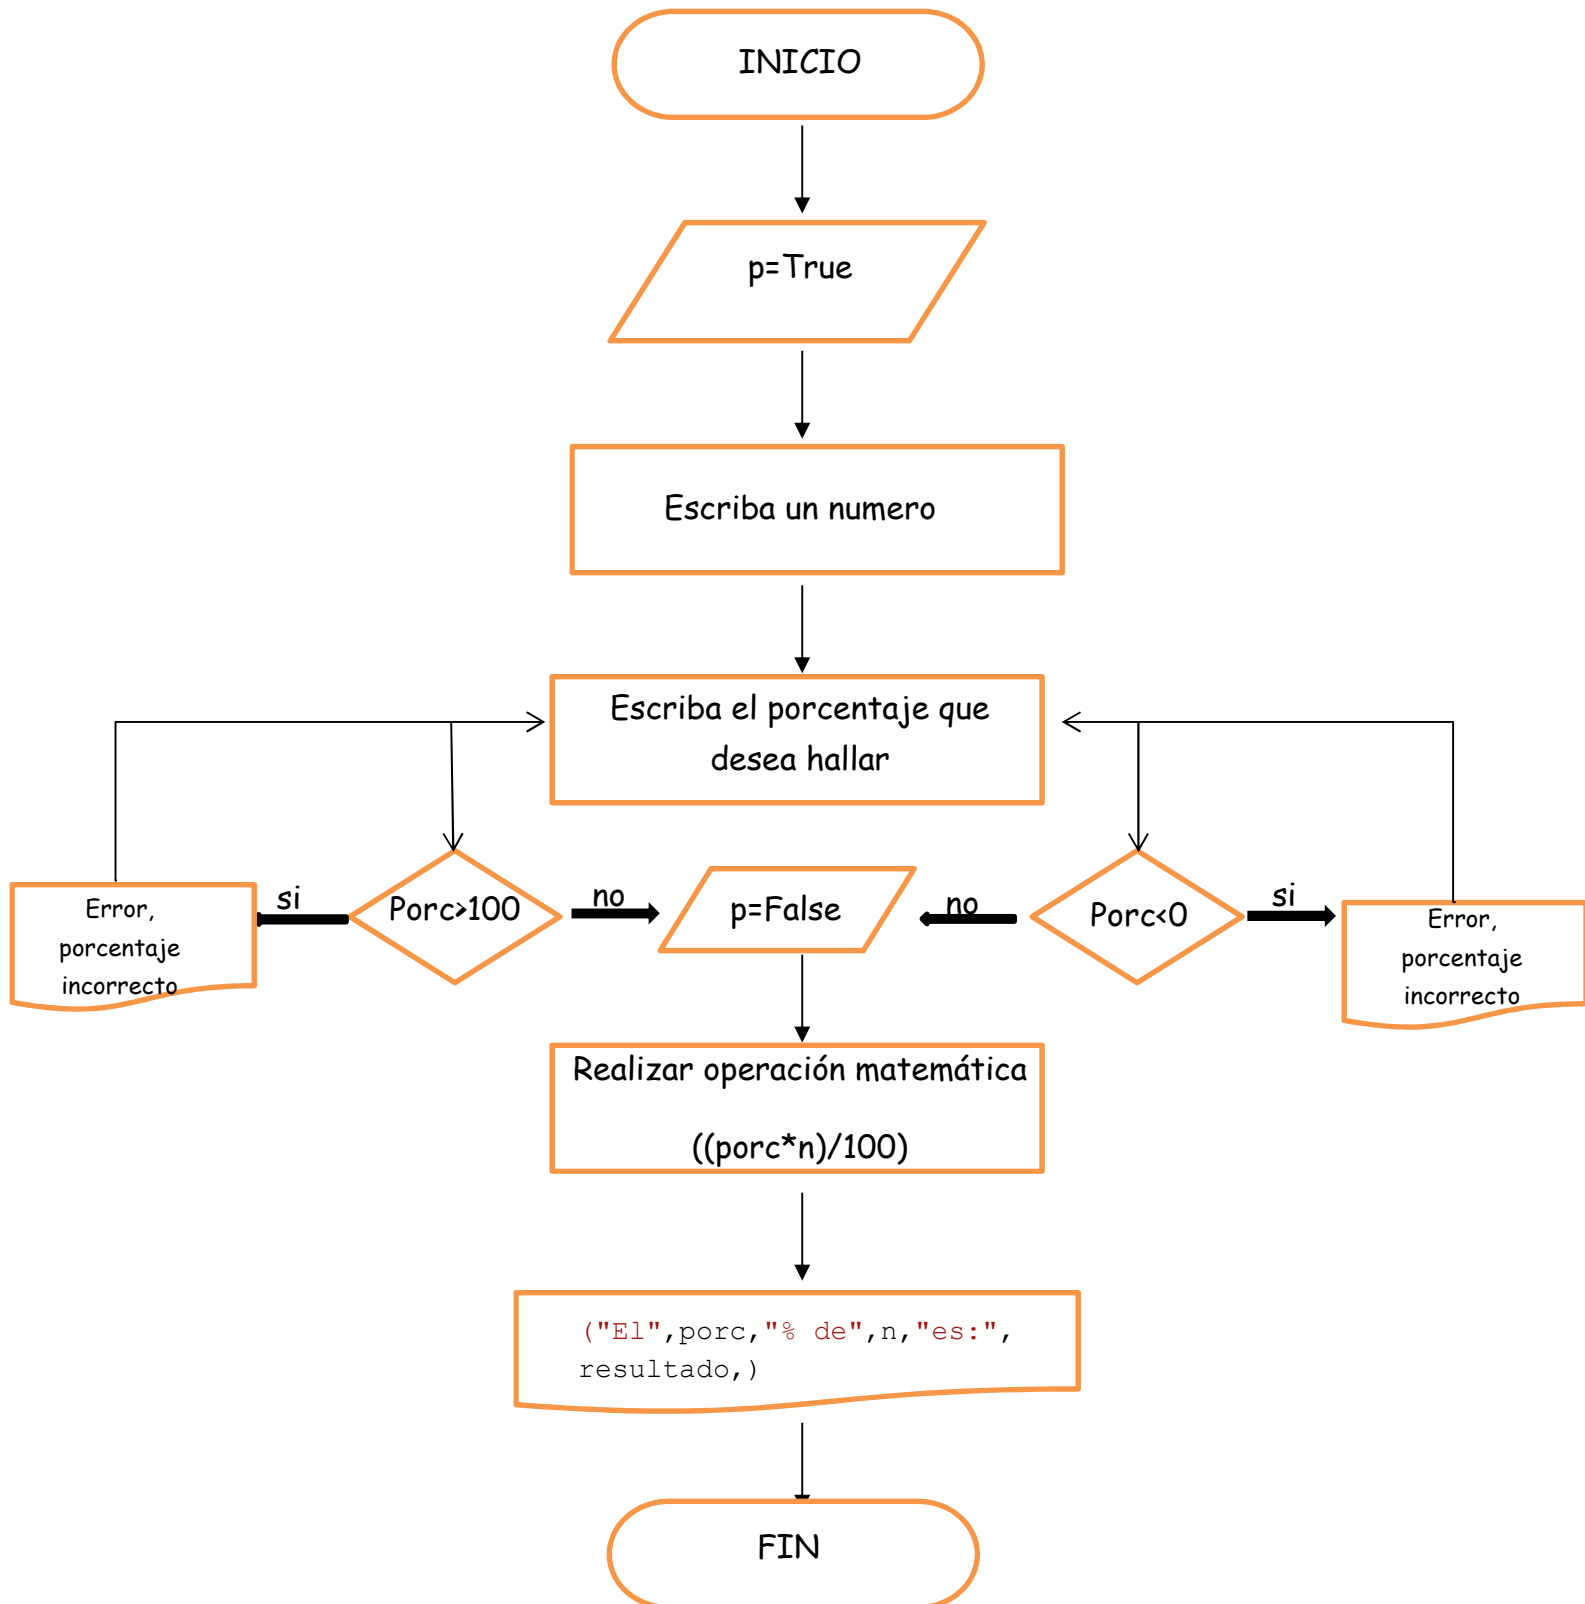 INICIO
p=True
Escriba un numero
Escriba el porcentaje que
desea hallar
Error,
porcentaje
incorrecto
si
Porc>100
no
p=False
no
Porc<0
si
Error,
porcentaje
incorrecto
Realizar operación matemática
((porc*n)/100)
("El",porc,"% de",n,"es:",
resultado,)
FIN